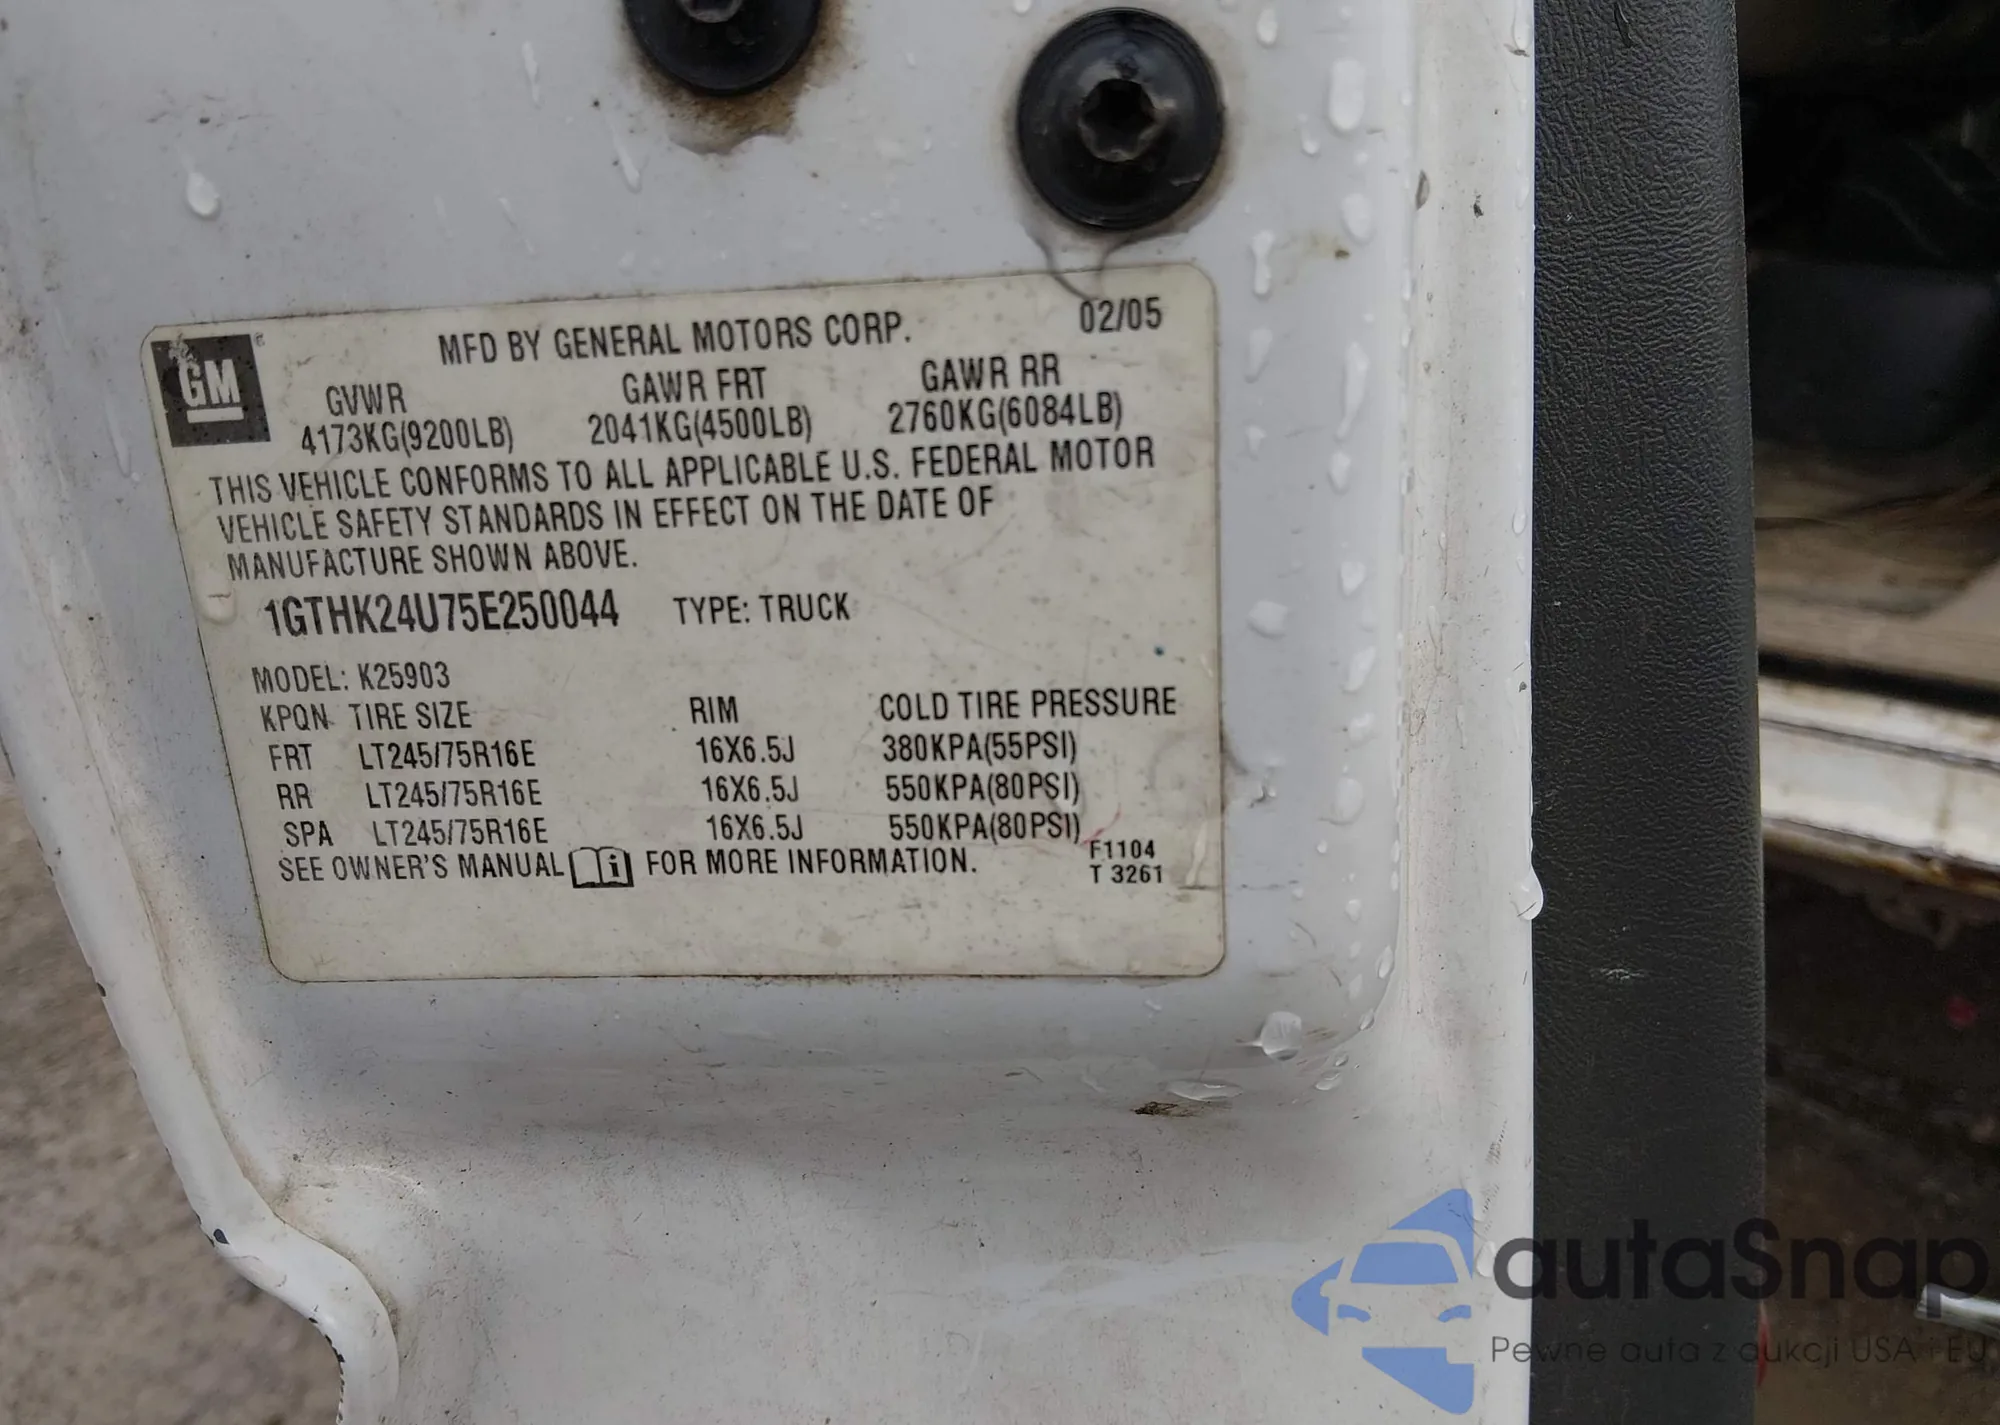 GM
MFD BY GENERAL MOTORS CORP. 02/05
GVWR GAWR FRT GAWR RR
4173KG(9200LB) 2041KG(4500LB) 2760KG(6084LB)
THIS VEHICLE CONFORMS TO ALL APPLICABLE U.S. FEDERAL MOTOR
VEHICLE SAFETY STANDARDS IN EFFECT ON THE DATE OF
MANUFACTURE SHOWN ABOVE.
1GTHK24U75E250044 TYPE: TRUCK
MODEL: K25903
KPQN TIRE SIZE RIM COLD TIRE PRESSURE
FRT LT245/75R16E 16X6.5J 380KPA(55PSI)
RR LT245/75R16E 16X6.5J 550KPA(80PSI)
SPA LT245/75R16E 16X6.5J 550KPA(80PSI)
SEE OWNER'S MANUAL i FOR MORE INFORMATION.
F1104
T 3261
autaSnap
Pewne auta z aukcji USA i EU